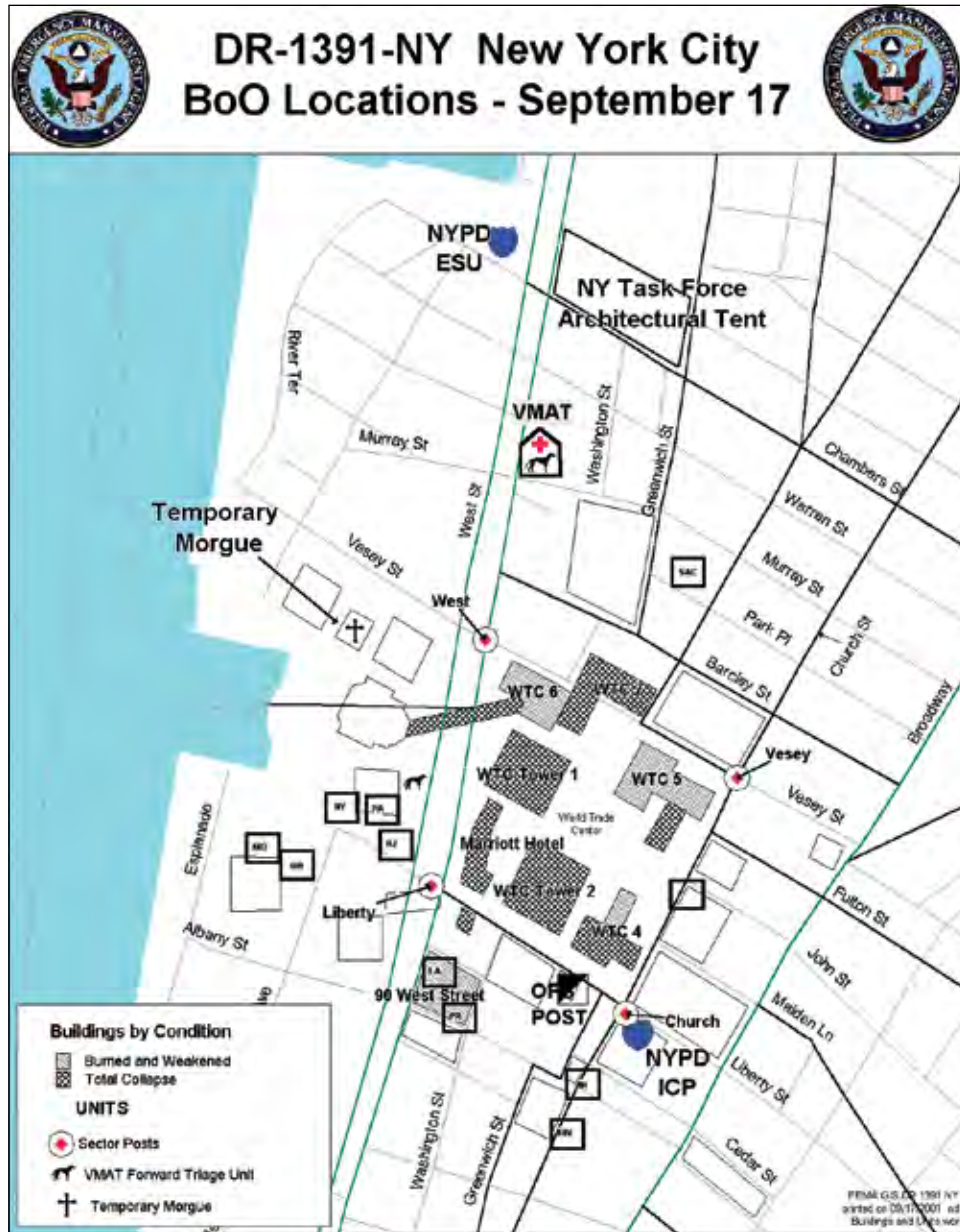 DR-1391-NY New York City
BoO Locations - September 17
NYPD
ESU
NY Task Force
Architectural Tent
River Ter
VMAT
Washington St
Greenwich St
Murray St
Chambers St
Warren St
West St
Temporary
Morgue
Vesey St
SAC
Murray St
Park Pl
Church St
West
Barclay St
Broadway
WTC 6
WTC 7
Vesey
WTC Tower 1
WTC 5
Vesey St
World Trade
Center
Esplanade
NY
Marriott Hotel
WTC Tower 2
Liberty
Fulton St
Albany St
WTC 4
John St
90 West Street
Maiden Ln
POST
Church
NYPD
ICP
Liberty St
Washington St
Greenwich St
Cedar St
Buildings by Condition
Burned and Weakened
Total Collapse
UNITS
Sector Posts
VMAT Forward Triage Unit
Temporary Morgue